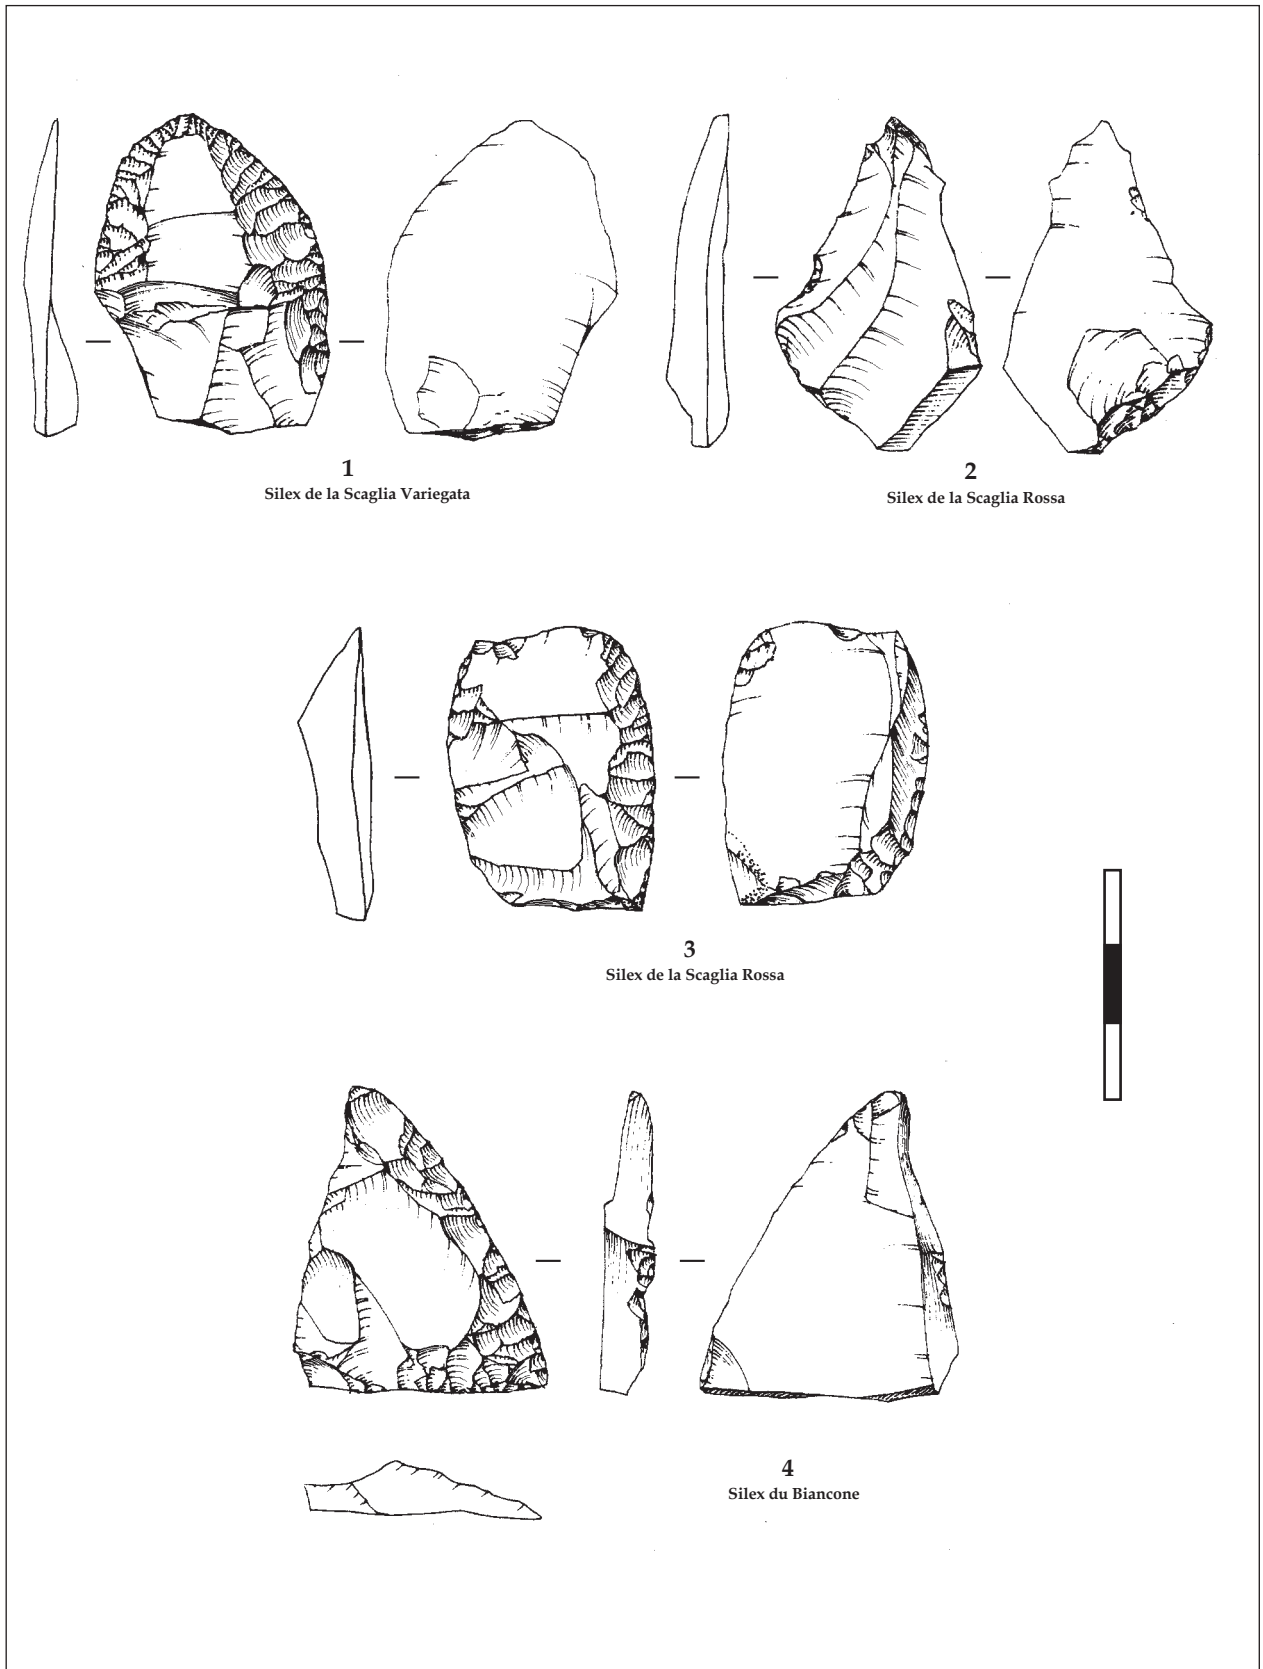 1
Silex de la Scaglia Variegata
2
Silex de la Scaglia Rossa
3
Silex de la Scaglia Rossa
4
Silex du Biancone